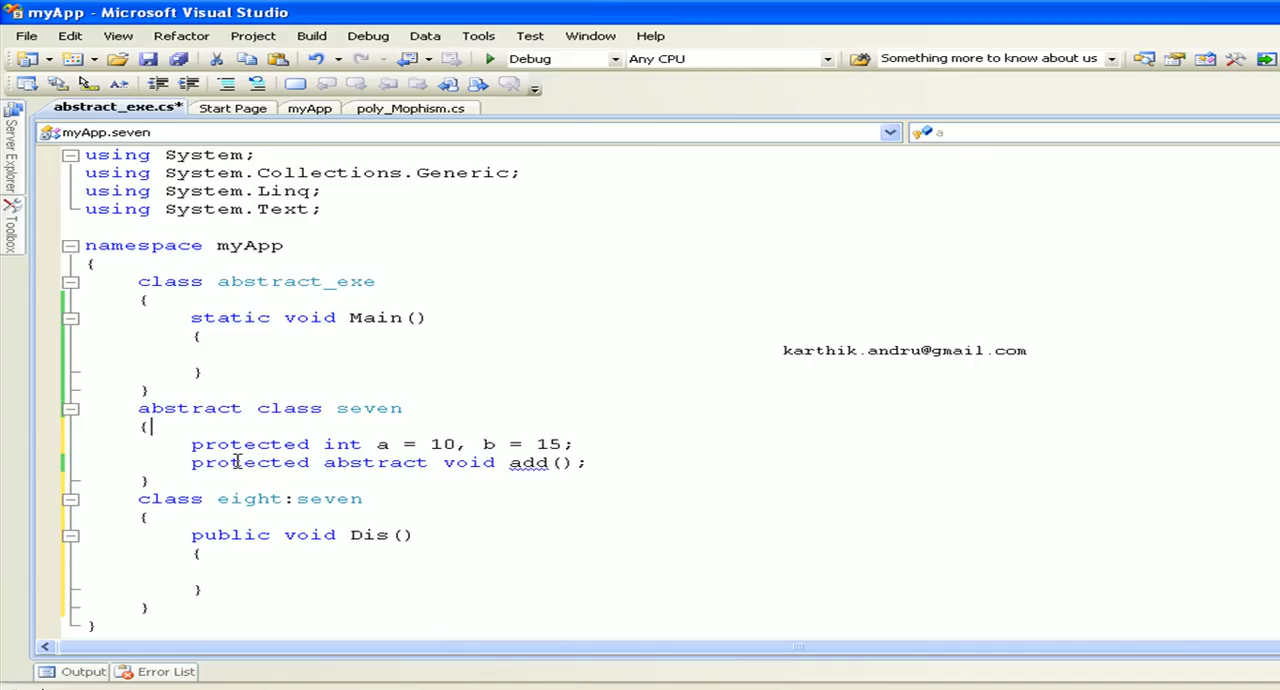 myApp - Microsoft Visual Studio
File Edit View Refactor Project Build Debug Data Tools Test Window Help
Debug Any CPU Something more to know about us
abstract_exe.cs* Start Page myApp poly_Mophism.cs
myApp.seven a
Server Explorer
Toolbox
using System;
using System.Collections.Generic;
using System.Linq;
using System.Text;
namespace myApp
{
class abstract_exe
{
static void Main()
{
karthik.andru@gmail.com
}
}
abstract class seven
{
protected int a = 10, b = 15;
protected abstract void add();
}
class eight:seven
{
public void Dis()
{
}
}
}
Output Error List